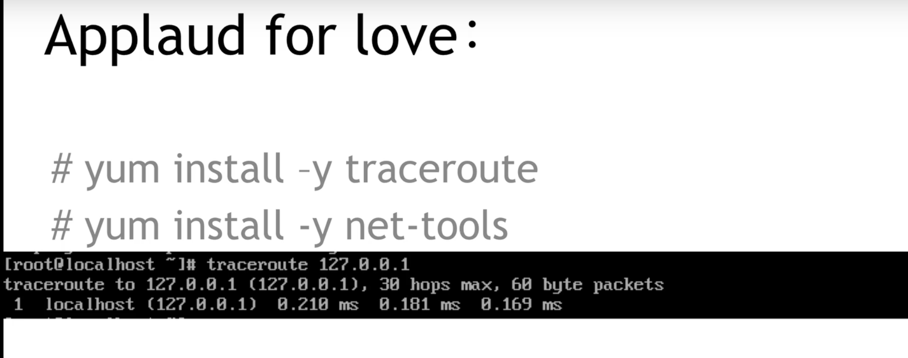 Applaud for love：
# yum install –y traceroute
# yum install -y net-tools
[root@localhost ~]# traceroute 127.0.0.1
traceroute to 127.0.0.1 (127.0.0.1), 30 hops max, 60 byte packets
 1  localhost (127.0.0.1)  0.210 ms  0.181 ms  0.169 ms